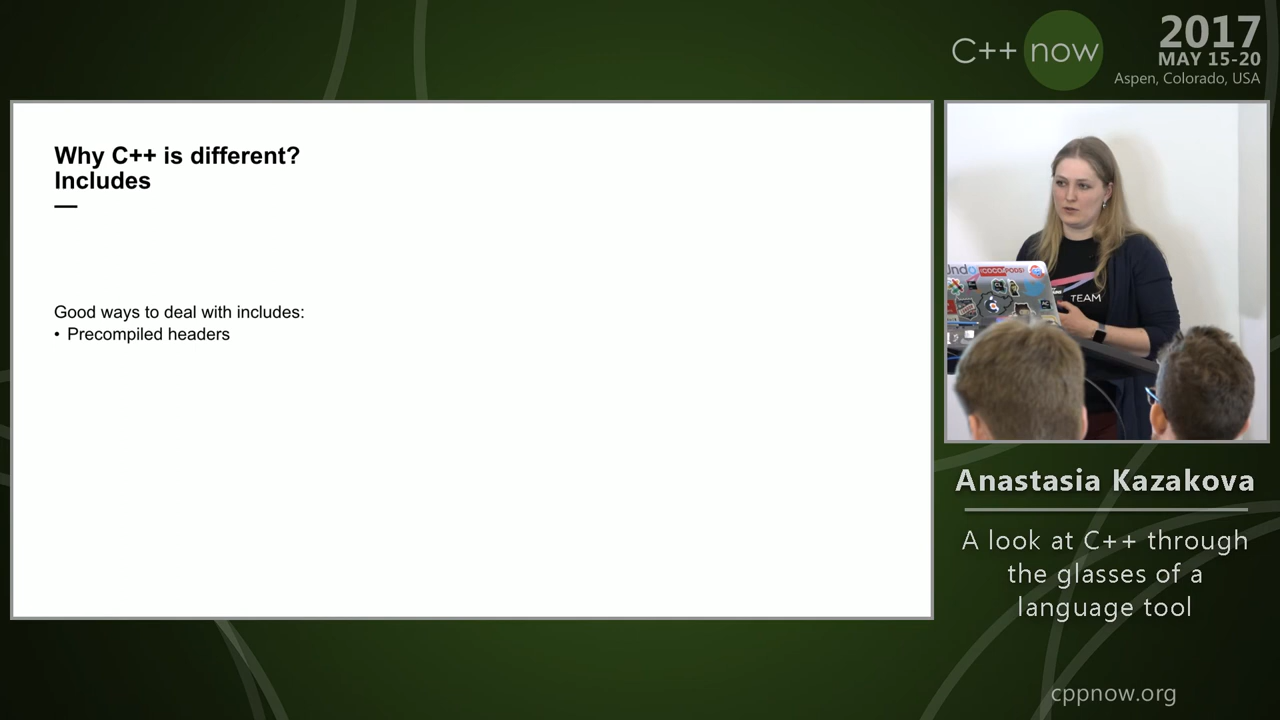 C++ now
2017
MAY 15-20
Aspen, Colorado, USA
Why C++ is different?
Includes
Good ways to deal with includes:
• Precompiled headers
TEAM
Anastasia Kazakova
A look at C++ through
the glasses of a
language tool
cppnow.org